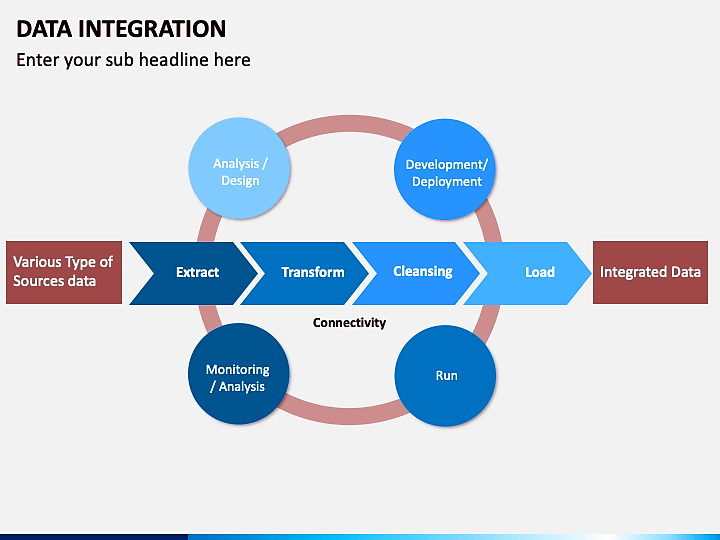 DATA INTEGRATION
Enter your sub headline here
Analysis /
Design
Development/
Deployment
Various Type of
Sources data
Extract
Transform
Cleansing
Load
Integrated Data
Connectivity
Monitoring
/ Analysis
Run